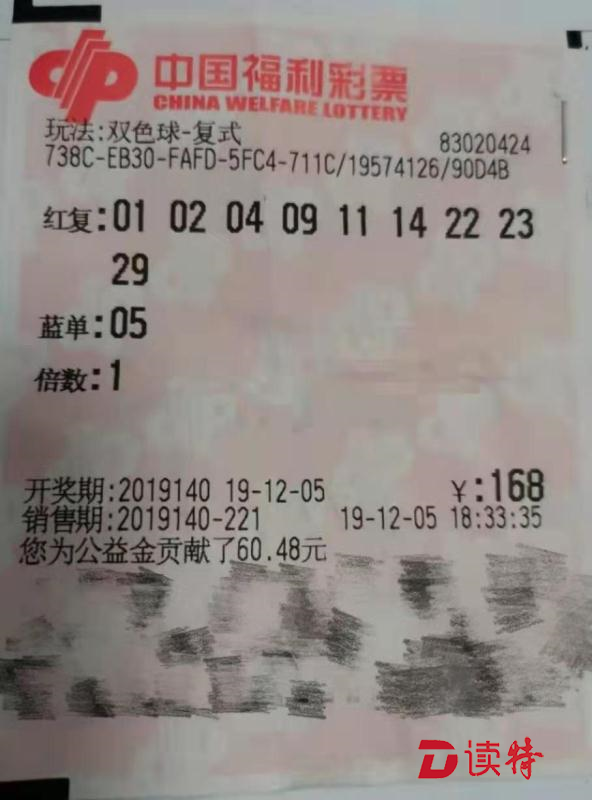 中国福利彩票
CHINA WELFARE LOTTERY
玩法:双色球-复式 83020424
738C-EB30-FAFD-5FC4-711C/19574126/90D4B
红复:01 02 04 09 11 14 22 23
29
蓝单:05
倍数:1
开奖期:2019140 19-12-05 ¥:168
销售期:2019140-221 19-12-05 18:33:35
您为公益金贡献了60.48元
读特